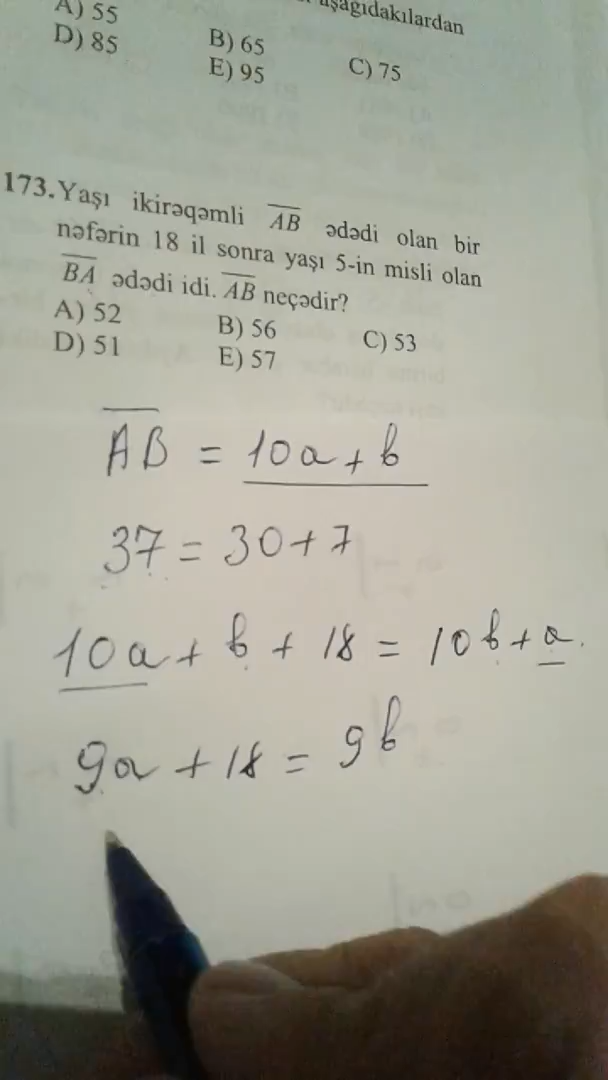 aşağıdakılardan
A) 55 B) 65 C) 75
D) 85 E) 95
173. Yaşı ikirəqəmli AB ədədi olan bir
nəfərin 18 il sonra yaşı 5-in misli olan
BA ədədi idi. AB neçədir?
A) 52 B) 56 C) 53
D) 51 E) 57
AB = 10a + b
37 = 30 + 7
10a + b + 18 = 10b + a.
9a + 18 = 9b